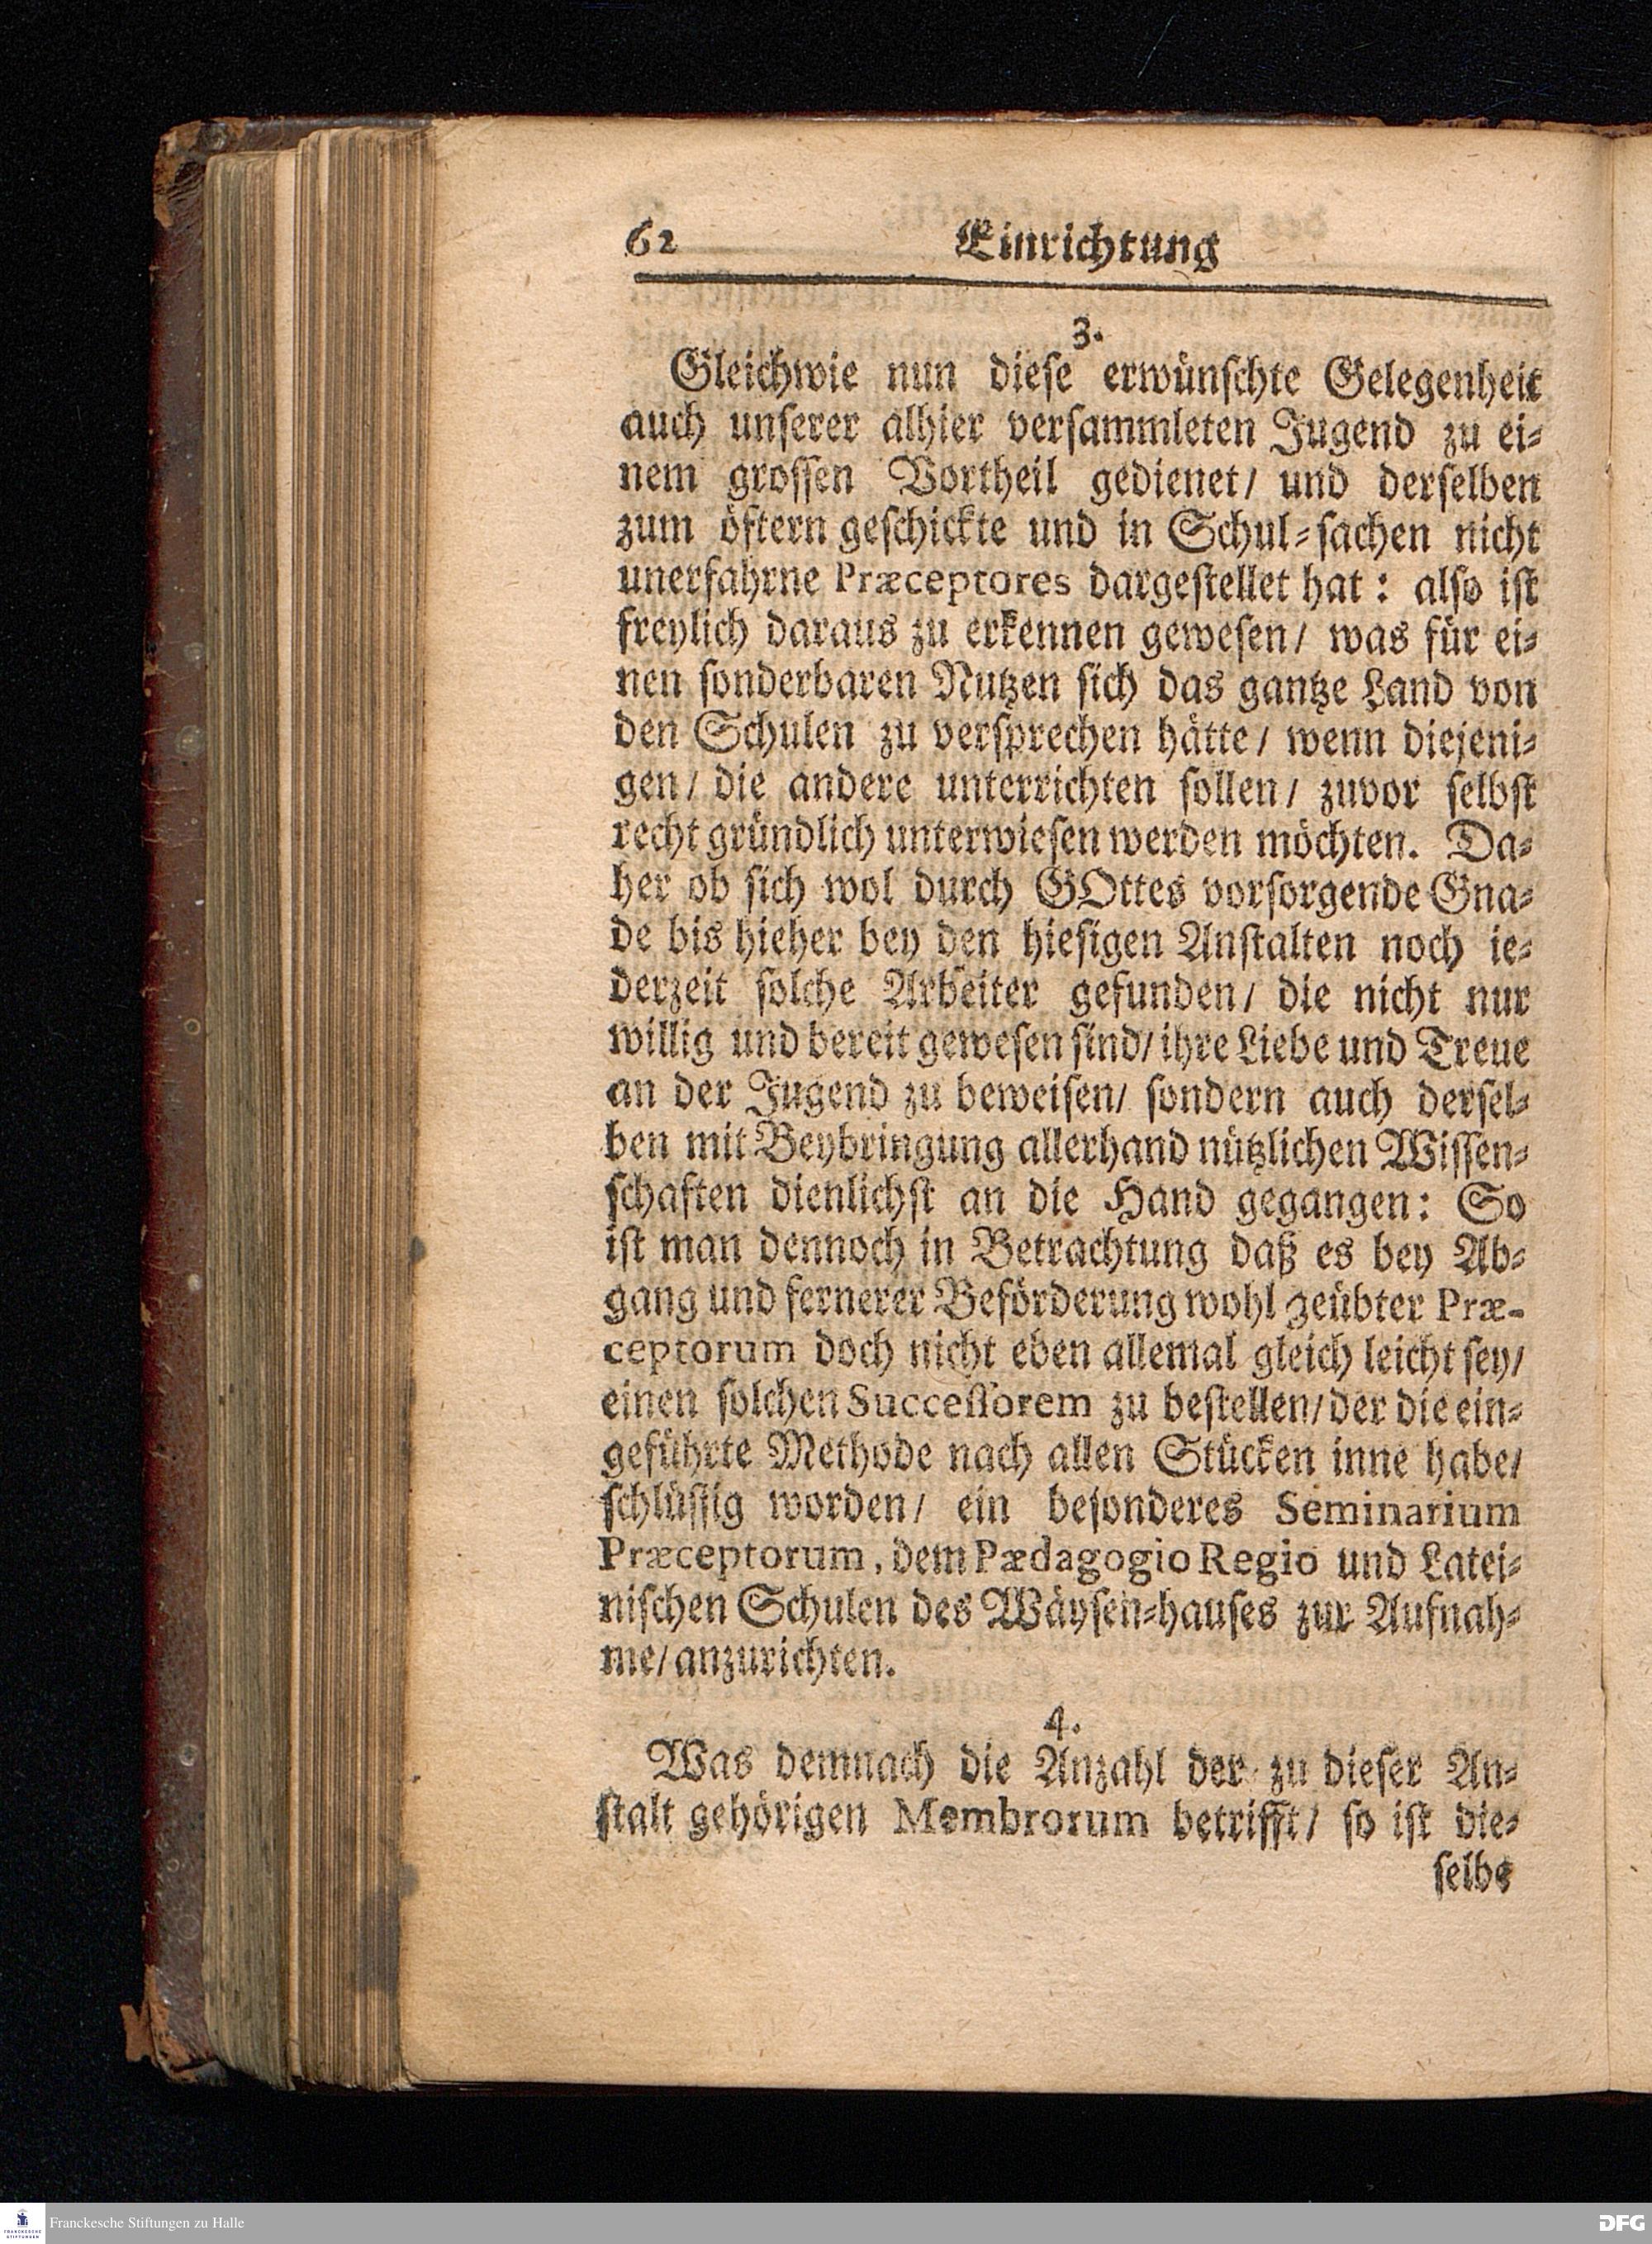 62 Einrichtung
3.
Gleichwie nun dieſe erwünſchte Gelegenheit
auch unſerer alhier verſammleten Jugend zu ei⸗
nem groſſen Vortheil gedienet/ und derſelben
zum öftern geſchickte und in Schul⸗ſachen nicht
unerfahrne Præceptores dargeſtellet hat: alſo iſt
freylich daraus zu erkennen geweſen/ was für ei⸗
nen ſonderbaren Nutzen ſich das gantze Land von
den Schulen zu verſprechen hätte/ wenn diejeni⸗
gen/ die andere unterrichten ſollen/ zuvor ſelbſt
recht gründlich unterwieſen werden möchten. Da⸗
her ob ſich wol durch GOttes vorſorgende Gna⸗
de bis hieher bey den hieſigen Anſtalten noch ie⸗
derzeit ſolche Arbeiter gefunden/ die nicht nur
willig und bereit geweſen ſind/ ihre Liebe und Treue
an der Jugend zu beweiſen/ ſondern auch derſel⸗
ben mit Beybringung allerhand nützlichen Wiſſen⸗
ſchaften dienlichſt an die Hand gegangen: So
iſt man dennoch in Betrachtung daß es bey Ab⸗
gang und fernerer Beförderung wohl geübter Præ-
ceptorum doch nicht eben allemal gleich leicht ſey/
einen ſolchen Succeſſorem zu beſtellen/ der die ein⸗
geführte Methode nach allen Stücken inne habe/
ſchlüſſig worden/ ein beſonderes Seminarium
Præceptorum, dem Pædagogio Regio und Latei⸗
niſchen Schulen des Wäyſen⸗hauſes zur Aufnah⸗
me/ anzurichten.
4.
Was demnach die Anzahl der zu dieſer An⸗
ſtalt gehörigen Membrorum betrifft/ ſo iſt die⸗
ſelbe
FRANCKESCHE
STIFTUNGEN
Franckesche Stiftungen zu Halle
DFG